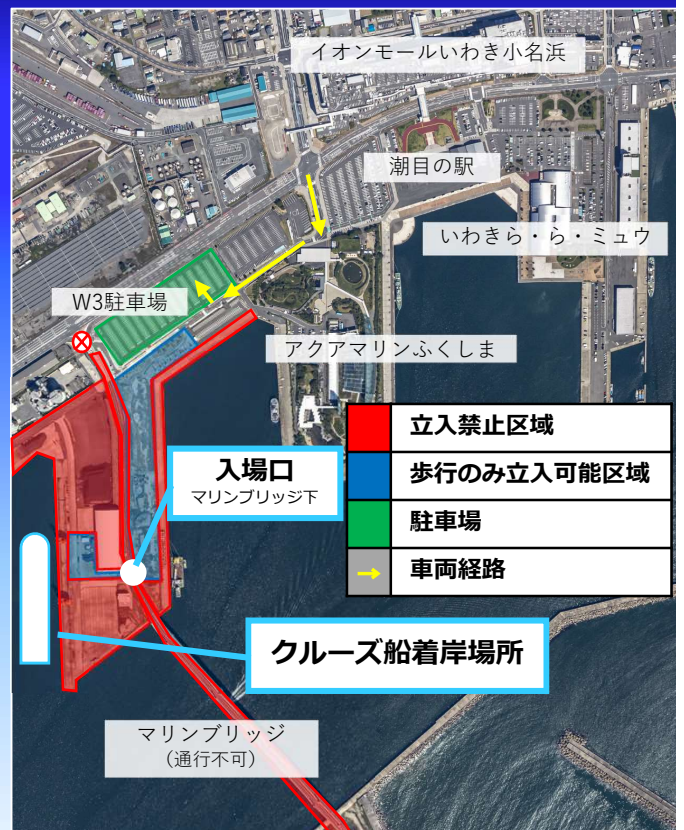 イオンモールいわき小名浜
潮目の駅
いわきら・ら・ミュウ
W3駐車場
アクアマリンふくしま
立入禁止区域
歩行のみ立入可能区域
駐車場
→ 車両経路
入場口
マリンブリッジ下
クルーズ船着岸場所
マリンブリッジ
（通行不可）